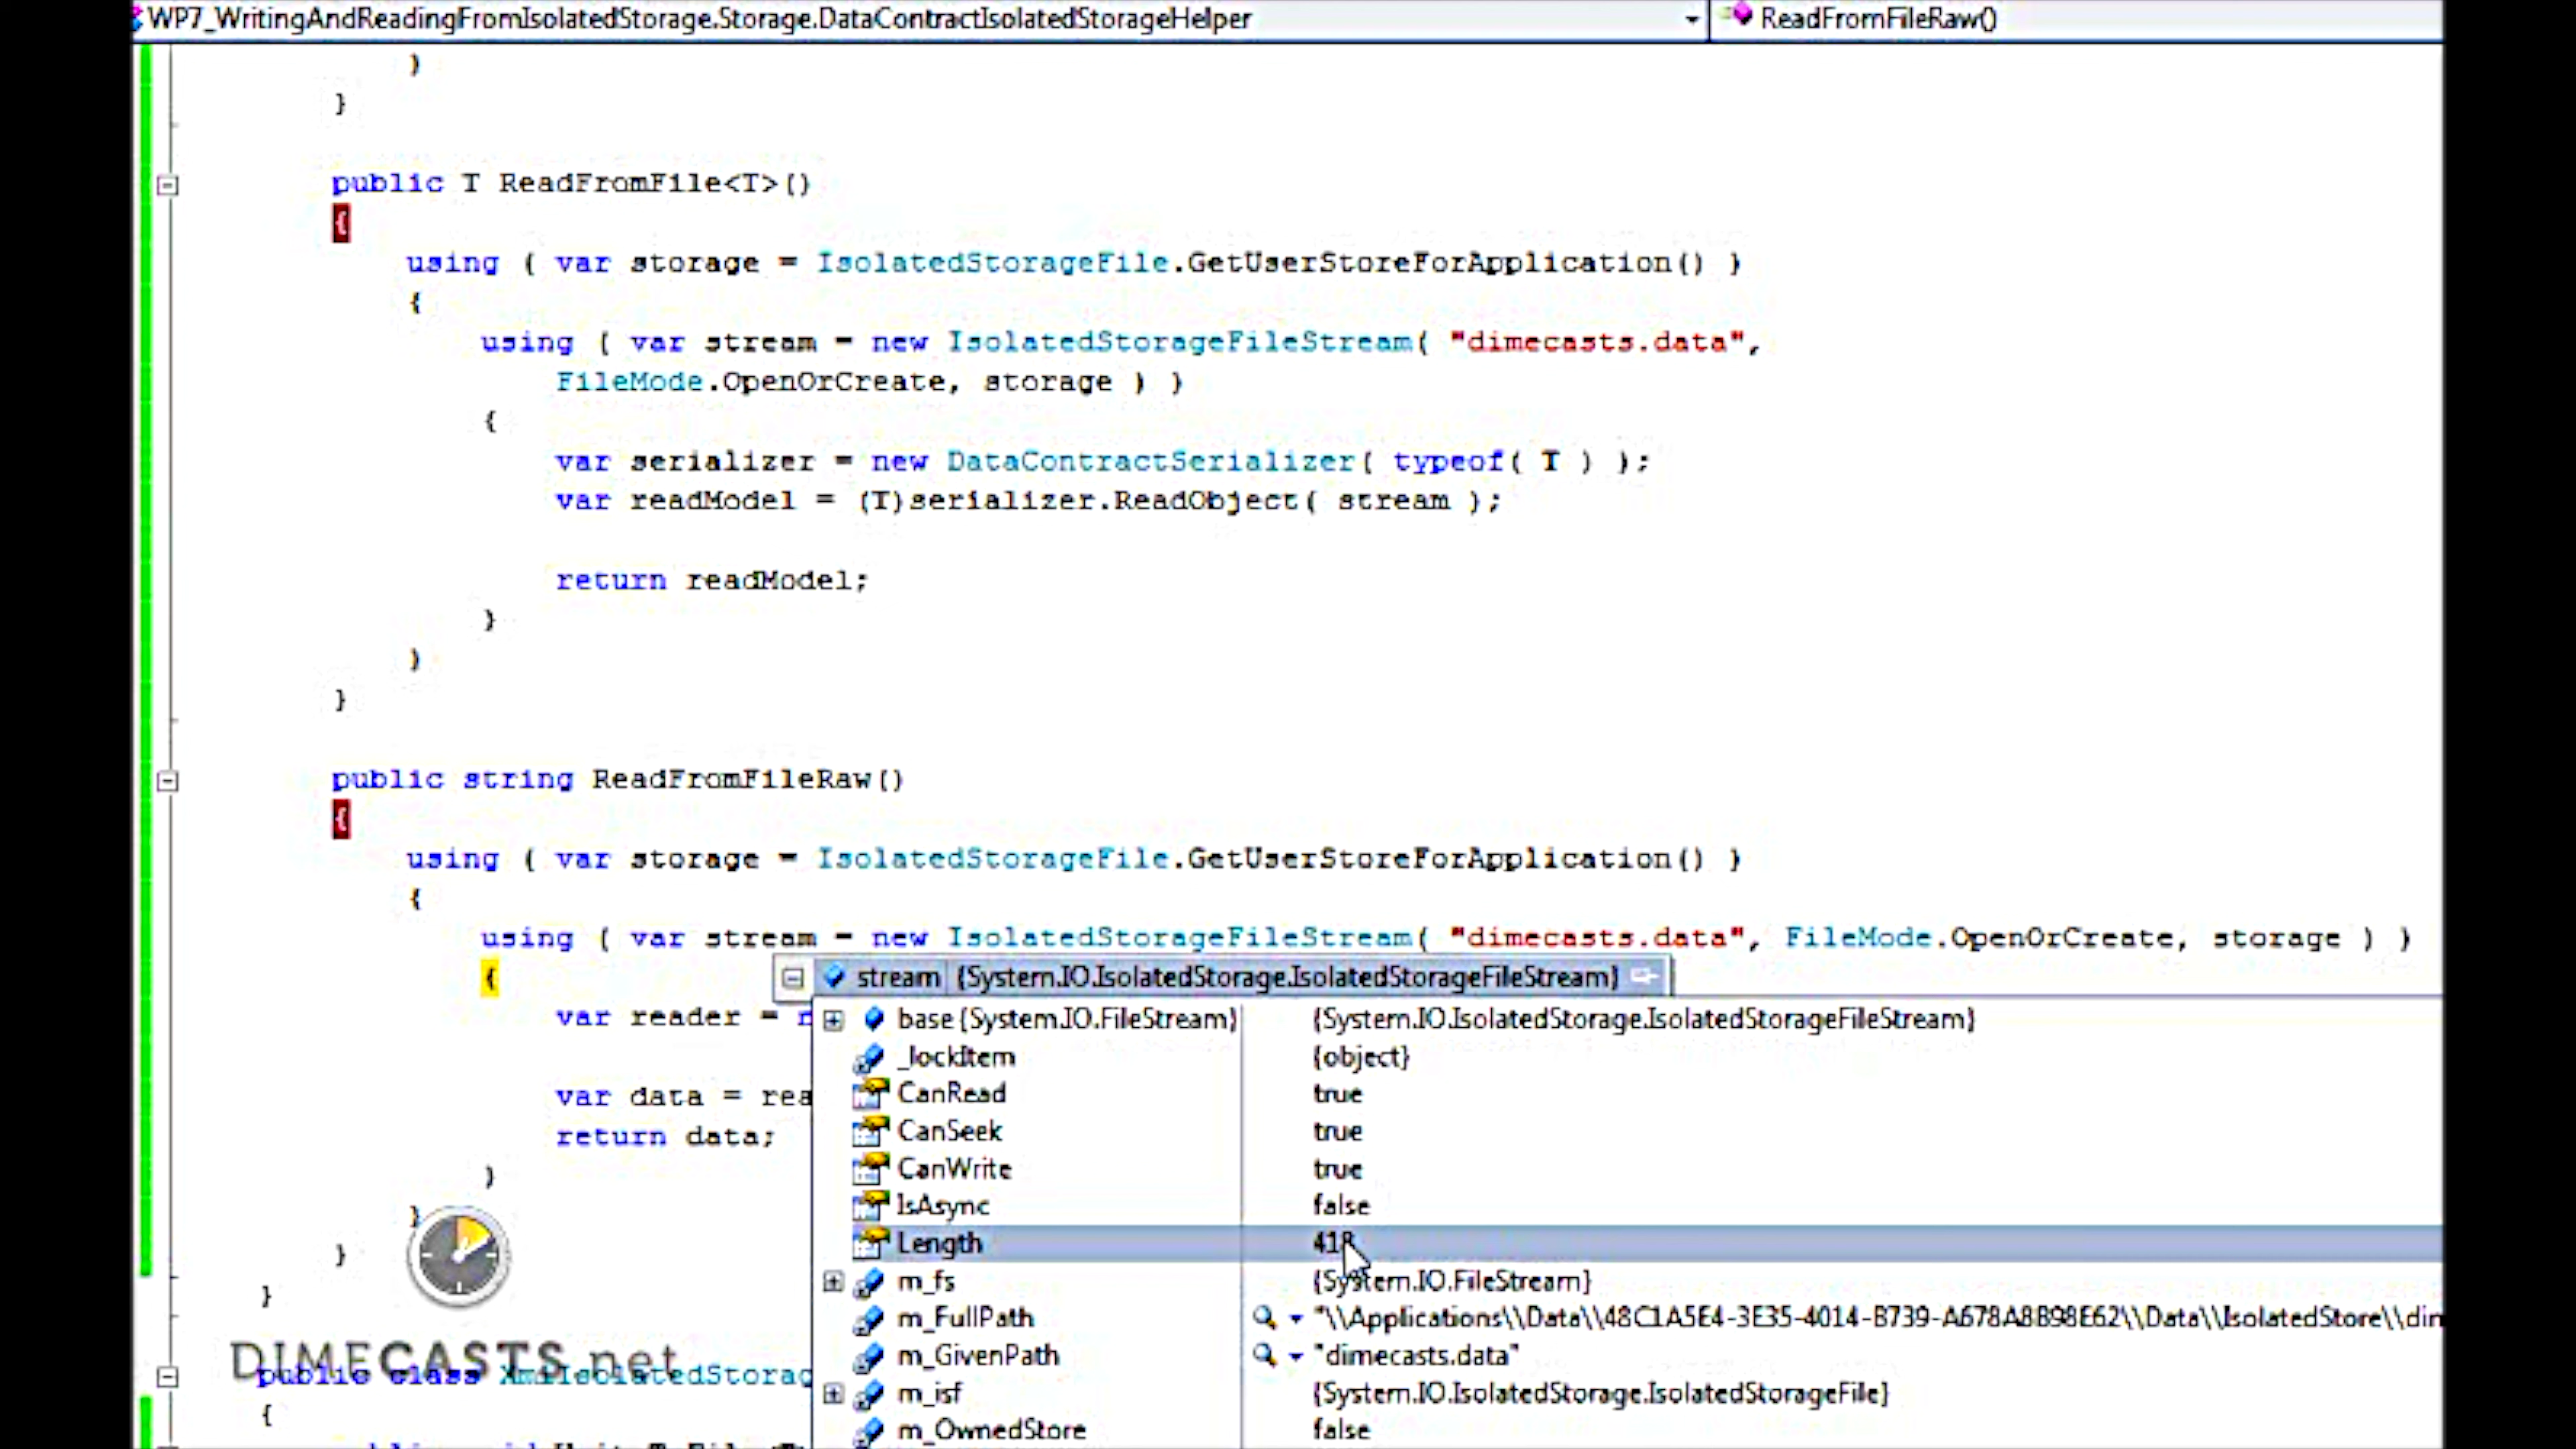 WP7_WritingAndReadingFromIsolatedStorage.Storage.DataContractIsolatedStorageHelper ReadFromFileRaw()
}
}
public T ReadFromFile<T>()
{
using ( var storage = IsolatedStorageFile.GetUserStoreForApplication() )
{
using ( var stream = new IsolatedStorageFileStream( "dimecasts.data",
FileMode.OpenOrCreate, storage ) )
{
var serializer = new DataContractSerializer( typeof( T ) );
var readModel = (T)serializer.ReadObject( stream );
return readModel;
}
}
}
public string ReadFromFileRaw()
{
using ( var storage = IsolatedStorageFile.GetUserStoreForApplication() )
{
using ( var stream = new IsolatedStorageFileStream( "dimecasts.data", FileMode.OpenOrCreate, storage ) )
{
stream {System.IO.IsolatedStorage.IsolatedStorageFileStream}
var reader = n
base {System.IO.FileStream} {System.IO.IsolatedStorage.IsolatedStorageFileStream}
_lockItem {object}
CanRead true
var data = rea
CanSeek true
return data;
CanWrite true
}
IsAsync false
}
Length 418
}
m_fs {System.IO.FileStream}
}
m_FullPath "\\Applications\\Data\\48C1A5E4-3E35-4014-B739-A678A8B98E62\\Data\\IsolatedStore\\dim
m_GivenPath "dimecasts.data"
DIMECASTS.net
public class XmlIsolatedStorag
m_isf {System.IO.IsolatedStorage.IsolatedStorageFile}
{
m_OwnedStore false